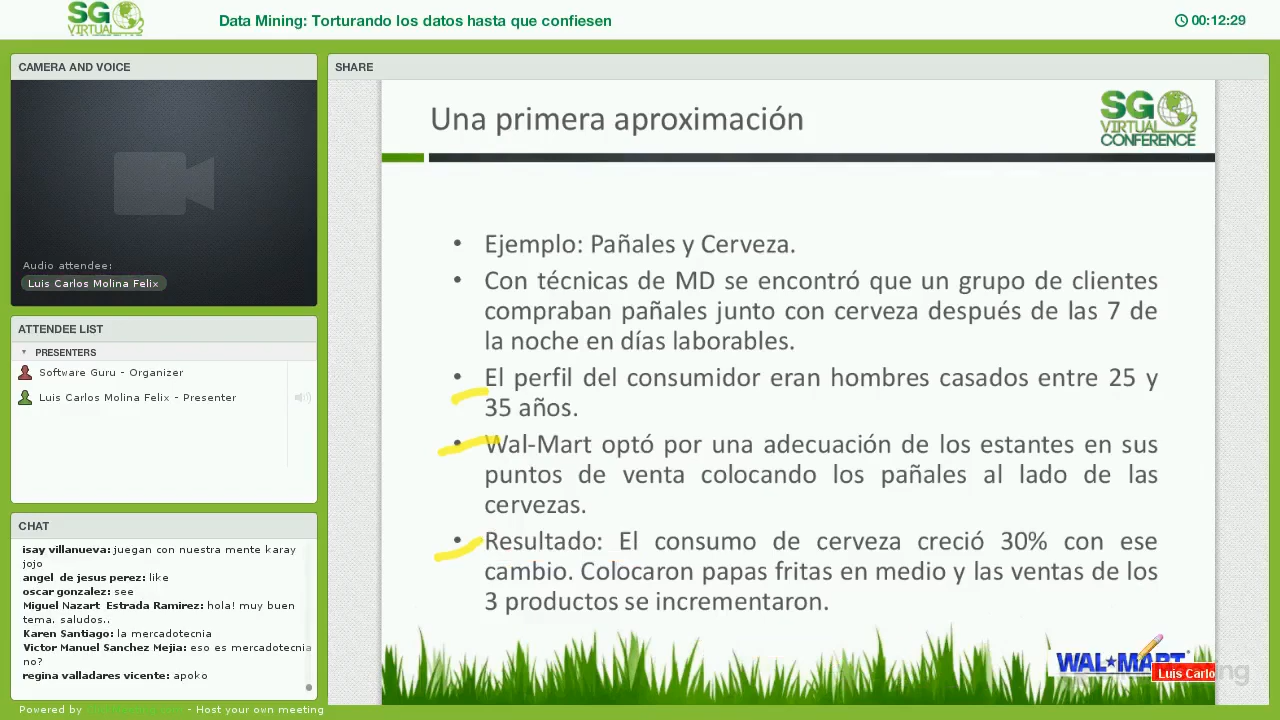 SG
VIRTUAL
Data Mining: Torturando los datos hasta que confiesen
00:12:29
CAMERA AND VOICE
Audio attendee:
Luis Carlos Molina Felix
ATTENDEE LIST
PRESENTERS
Software Guru - Organizer
Luis Carlos Molina Felix - Presenter
CHAT
isay villanueva: juegan con nuestra mente karay
jojo
angel de jesus perez: like
oscar gonzalez: see
Miguel Nazart Estrada Ramirez: hola! muy buen
tema, saludos..
Karen Santiago: la mercadotecnia
Victor Manuel Sanchez Mejia: eso es mercadotecnia
no?
regina valladares vicente: apoko
Powered by - Host your own meeting
SHARE
Una primera aproximación
SG
VIRTUAL
CONFERENCE
• Ejemplo: Pañales y Cerveza.
• Con técnicas de MD se encontró que un grupo de clientes
compraban pañales junto con cerveza después de las 7 de
la noche en días laborables.
• El perfil del consumidor eran hombres casados entre 25 y
35 años.
• Wal-Mart optó por una adecuación de los estantes en sus
puntos de venta colocando los pañales al lado de las
cervezas.
• Resultado: El consumo de cerveza creció 30% con ese
cambio. Colocaron papas fritas en medio y las ventas de los
3 productos se incrementaron.
WAL★MART
Luis Carlo